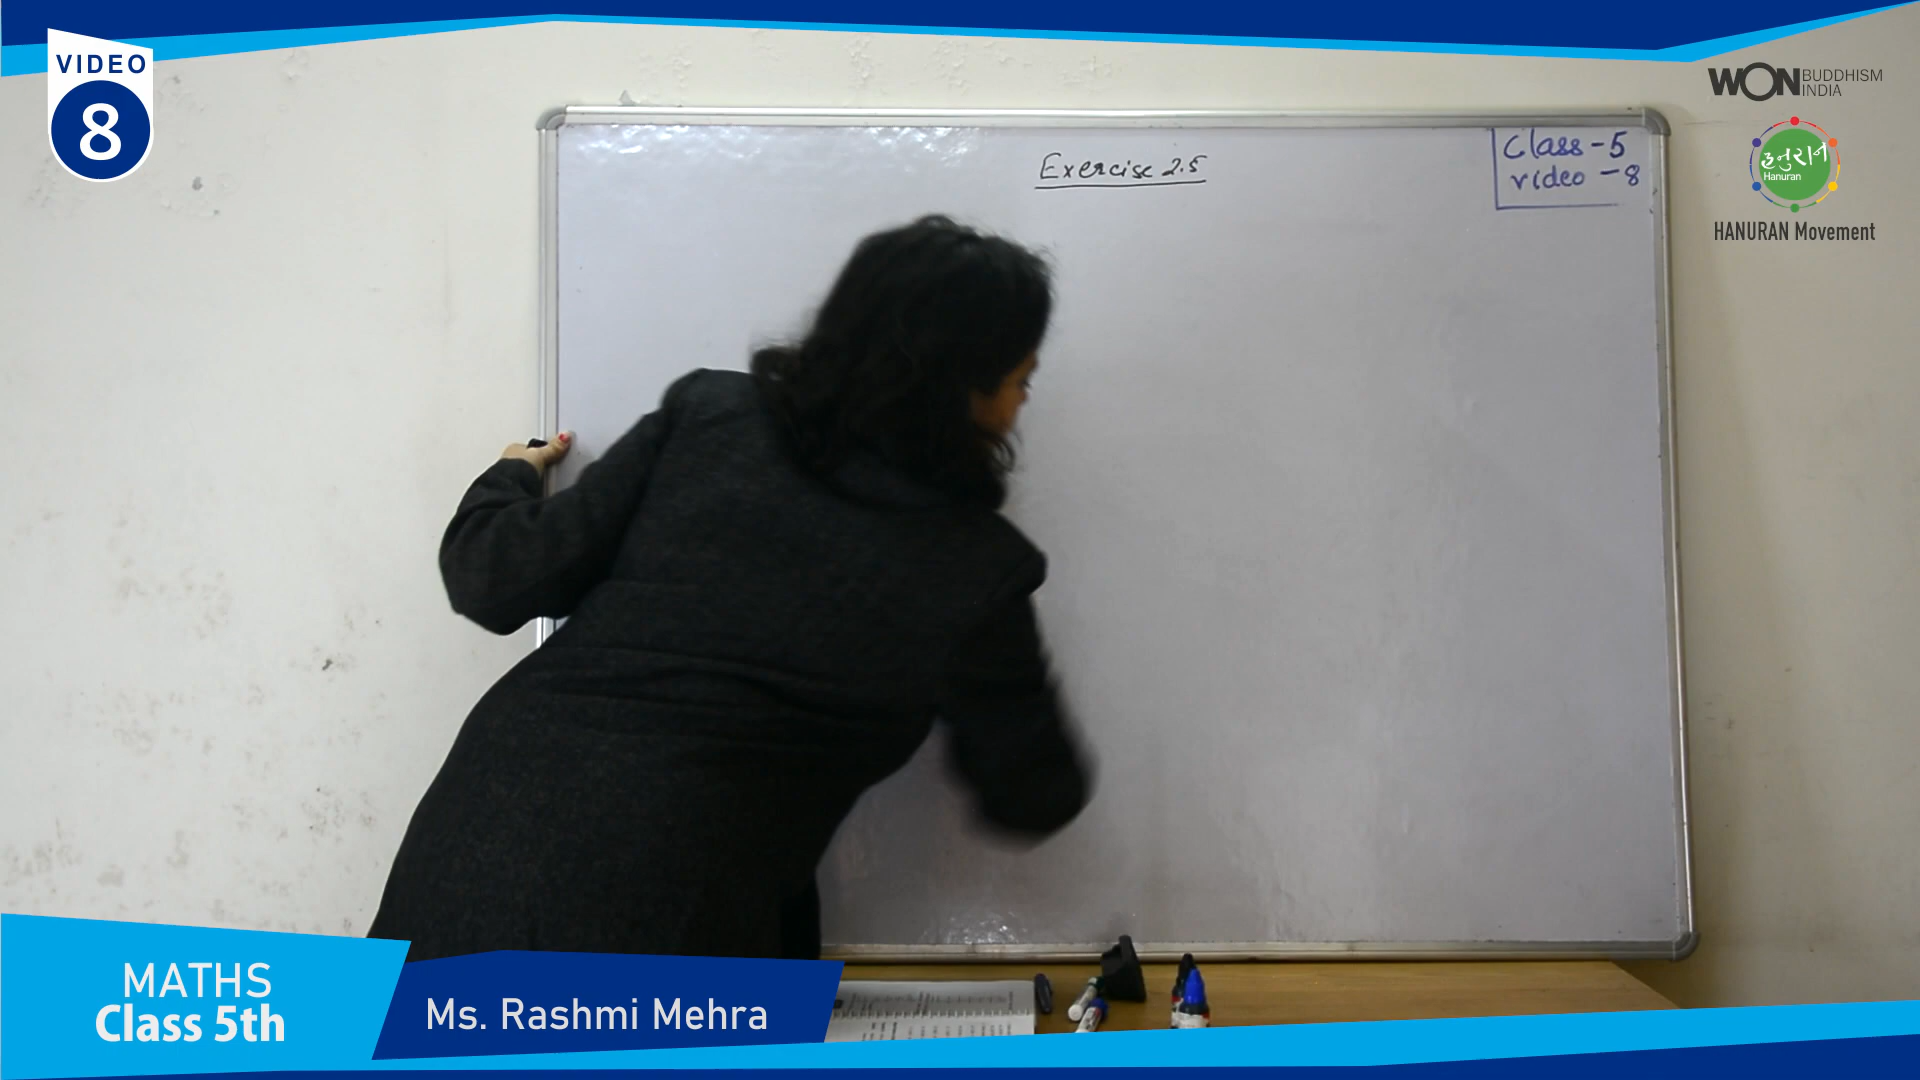 VIDEO
8
WON BUDDHISM
INDIA
हनुरान
Hanuran
HANURAN Movement
Exercise 2.5
Class - 5
video - 8
MATHS
Class 5th
Ms. Rashmi Mehra